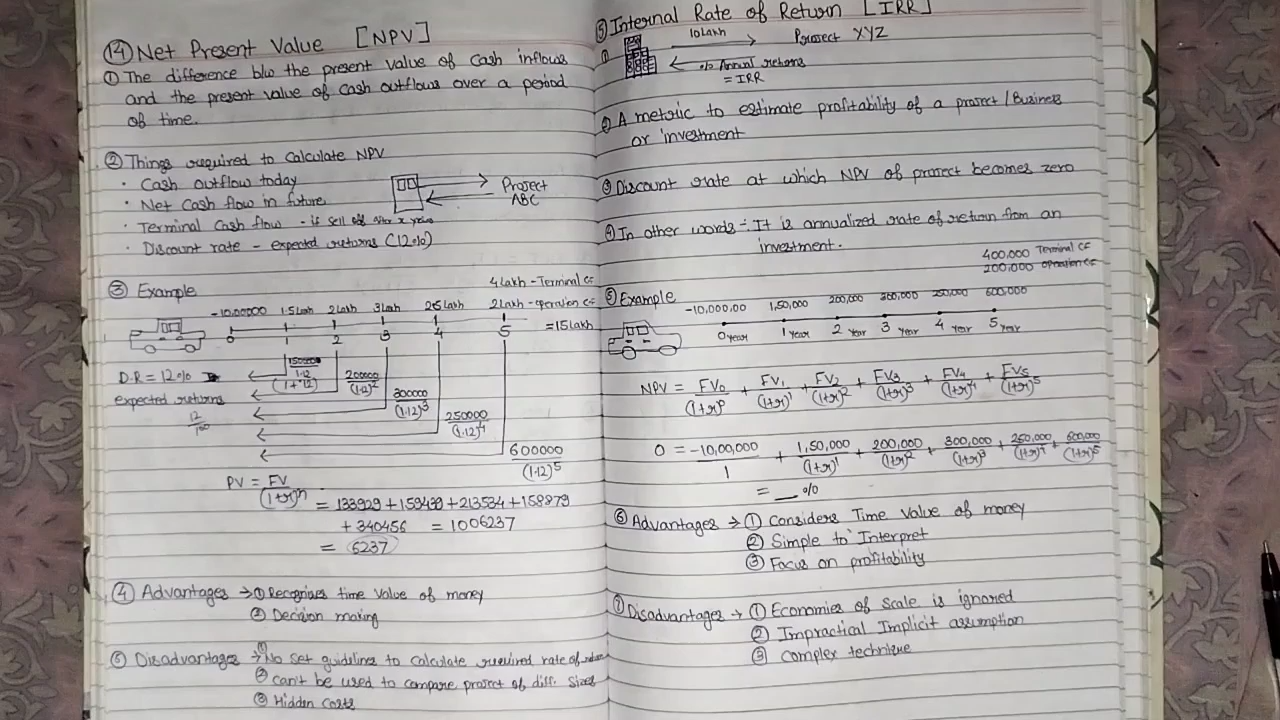 ⑭ Net Present Value [NPV]
① The difference b/w the present value of Cash inflows
and the present value of Cash outflows over a period
of time.
② Things required to Calculate NPV
· Cash outflow today
· Net Cash flow in future
· Terminal Cash flow - is sell off after x years
· Discount rate - expected returns (12%)
Project
ABC
③ Example
4 Lakh - Terminal CF
-10,00000 1.5 Lakh 2 Lakh 3 Lakh 2.5 Lakh 2 Lakh - operation CF
0 1 2 3 4 5 = 15 Lakh
D.R = 12%
expected returns
12/100
150000
1.12
(1+.12)
200000/(1.12)²
300000/(1.12)³
250000/(1.12)⁴
600000/(1.12)⁵
PV = FV/(1+r)ⁿ
= 133929 + 159439 + 213534 + 158879
+ 340456 = 1006237
= 6237
④ Advantages → ① Recognises time value of money
② Decision making
⑤ Disadvantages → ① No set guidelines to calculate required rate of return
② can't be used to compare project of diff. sizes
③ Hidden costs
⑤ Internal Rate of Return [IRR]
① 10 Lakh Project XYZ
% Annual returns
= IRR
② A metric to estimate profitability of a project / Business
or investment
③ Discount rate at which NPV of project becomes zero
④ In other words - It is annualized rate of return from an
investment.
400,000 Terminal CF
200,000 operation CF
⑤ Example
-10,000,00 1,50,000 200,000 300,000 250,000 600,000
0 year 1 year 2 year 3 year 4 year 5 year
NPV = FV₀/(1+r)⁰ + FV₁/(1+r)¹ + FV₂/(1+r)² + FV₃/(1+r)³ + FV₄/(1+r)⁴ + FV₅/(1+r)⁵
0 = -10,00,000/1 + 1,50,000/(1+r)¹ + 200,000/(1+r)² + 300,000/(1+r)³ + 250,000/(1+r)⁴ + 600,000/(1+r)⁵
= __ %
⑥ Advantages → ① Considers Time Value of money
② Simple to Interpret
③ Focus on profitability
⑦ Disadvantages → ① Economies of Scale is ignored
② Impractical Implicit assumption
③ Complex technique